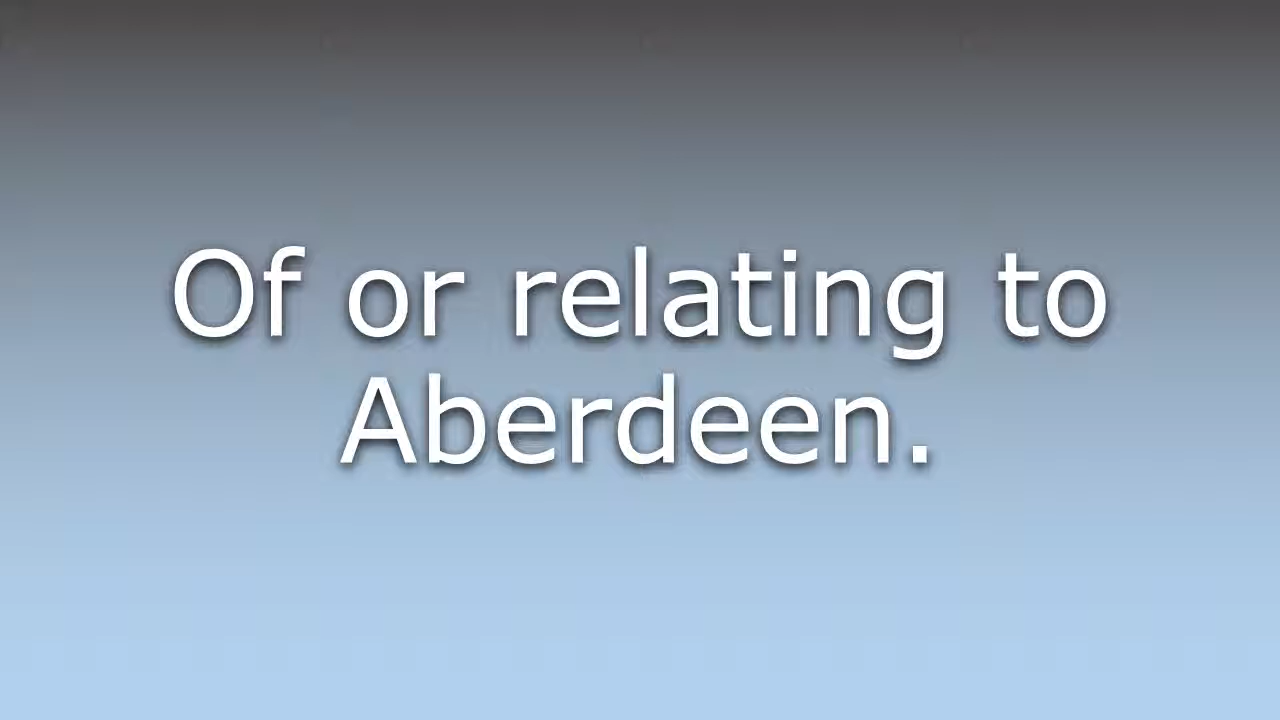 Of or relating to
Aberdeen.